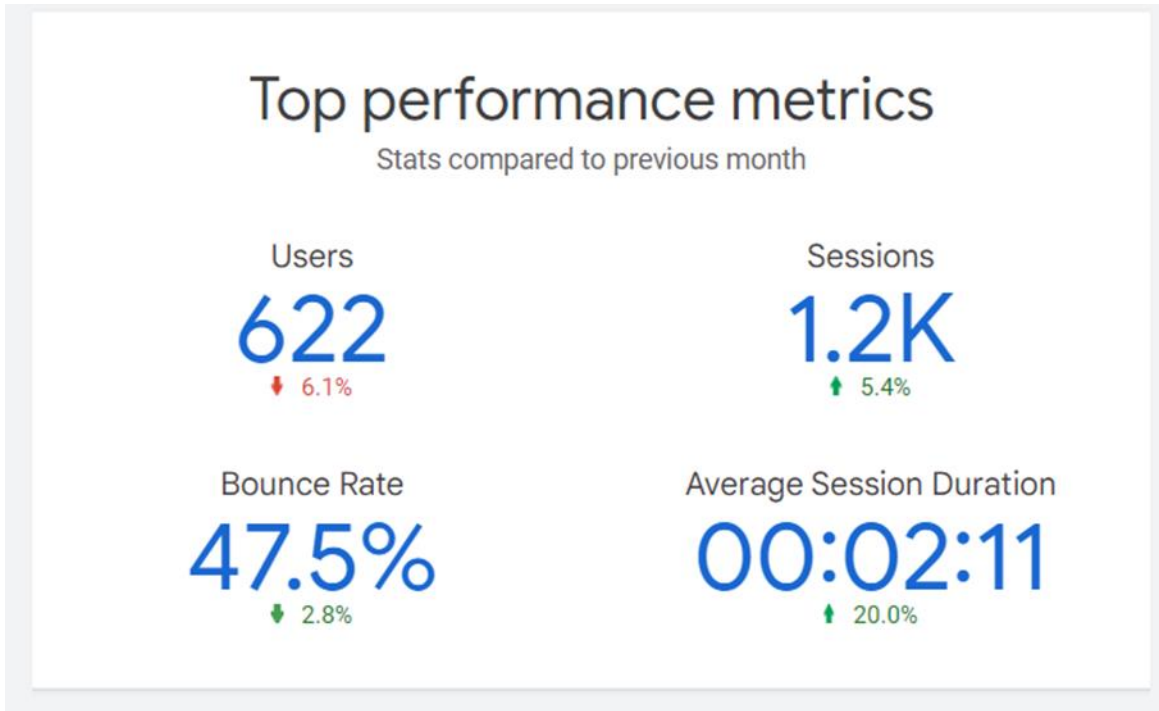 Top performance metrics
Stats compared to previous month
Users
622
6.1%
Sessions
1.2K
5.4%
Bounce Rate
47.5%
2.8%
Average Session Duration
00:02:11
20.0%